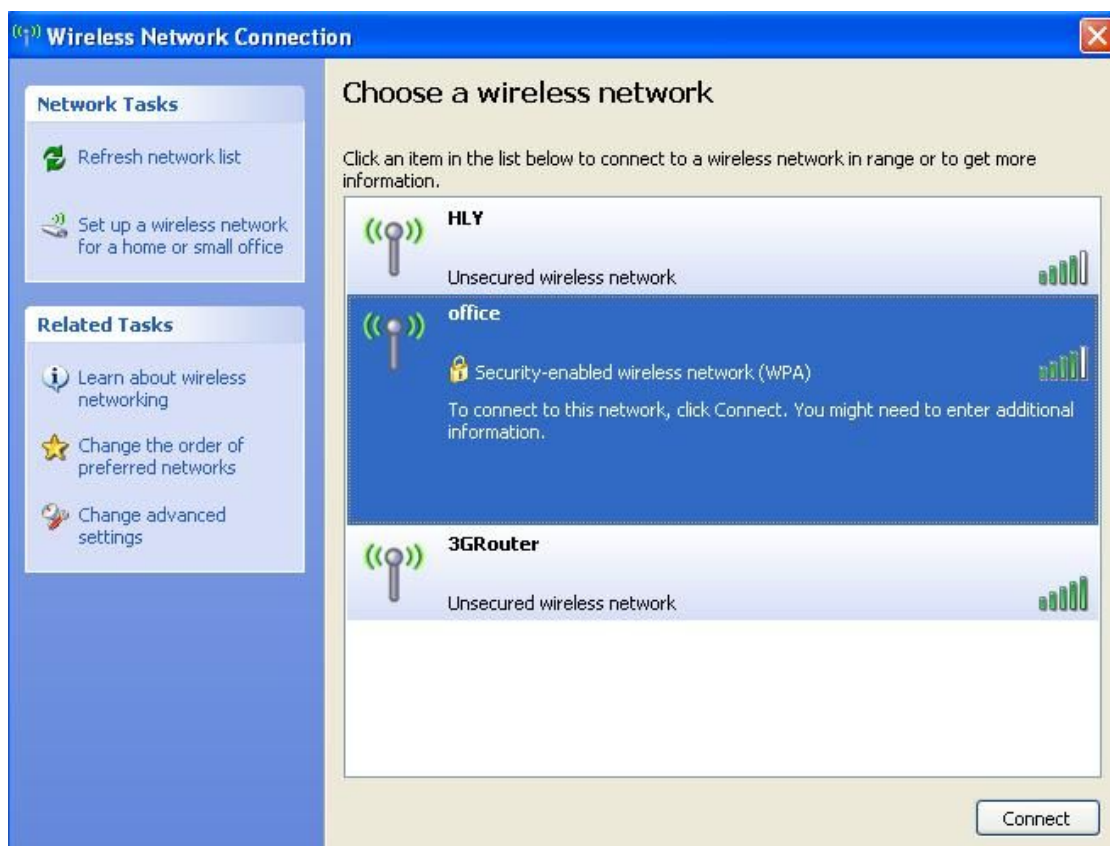 Wireless Network Connection
Network Tasks
Refresh network list
Set up a wireless network
for a home or small office
Related Tasks
Learn about wireless
networking
Change the order of
preferred networks
Change advanced
settings
Choose a wireless network
Click an item in the list below to connect to a wireless network in range or to get more
information.
HLY
Unsecured wireless network
office
Security-enabled wireless network (WPA)
To connect to this network, click Connect. You might need to enter additional
information.
3GRouter
Unsecured wireless network
Connect